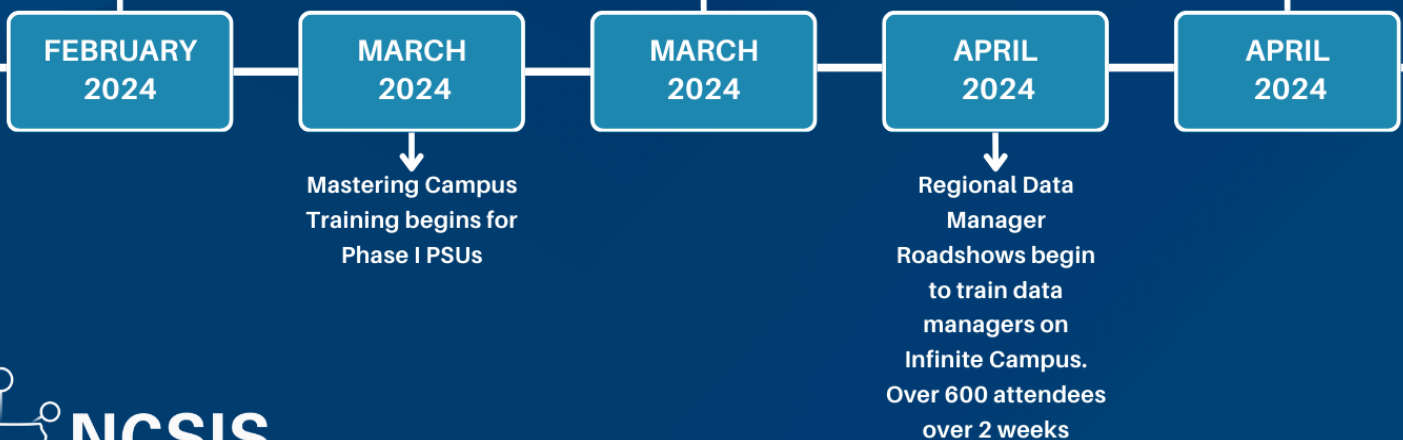 FEBRUARY
2024
MARCH
2024
MARCH
2024
APRIL
2024
APRIL
2024
Mastering Campus
Training begins for
Phase I PSUs
Regional Data
Manager
Roadshows begin
to train data
managers on
Infinite Campus.
Over 600 attendees
over 2 weeks
NCSIS